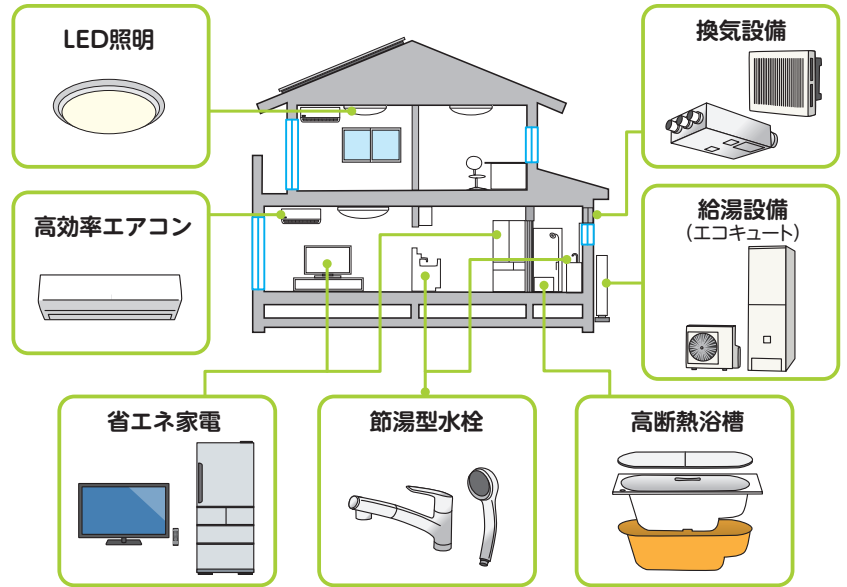 LED照明
換気設備
高効率エアコン
給湯設備
(エコキュート)
省エネ家電
節湯型水栓
高断熱浴槽